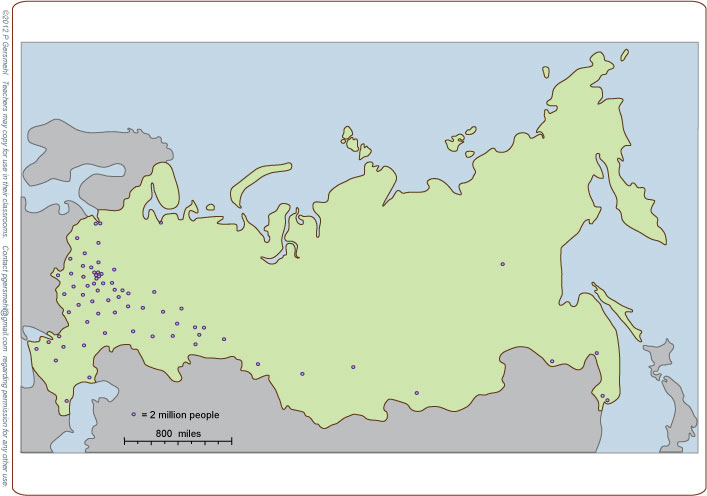 ©2012 P Gersmehl   Teachers may copy for use in their classrooms.   Contact pgersmehl@gmail.com   regarding permission for any other use.
= 2 million people
800 miles